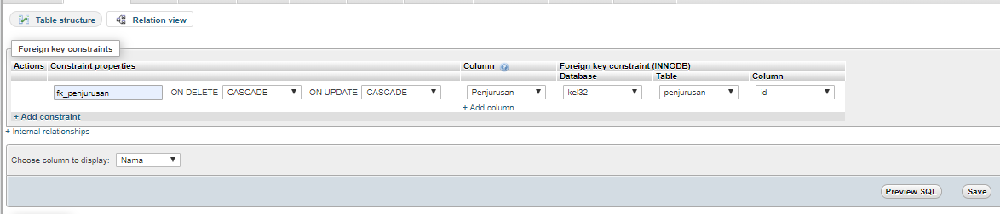 Table structure Relation view
Foreign key constraints
Actions Constraint properties Column Foreign key constraint (INNODB)
Database Table Column
fk_penjurusan ON DELETE CASCADE ON UPDATE CASCADE Penjurusan kel32 penjurusan id
+ Add column
+ Add constraint
+ Internal relationships
Choose column to display: Nama
Preview SQL Save